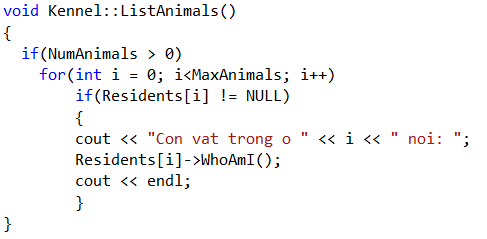 void Kennel::ListAnimals()
{
if(NumAnimals > 0)
for(int i = 0; i<MaxAnimals; i++)
if(Residents[i] != NULL)
{
cout << "Con vat trong o " << i << " noi: ";
Residents[i]->WhoAmI();
cout << endl;
}
}